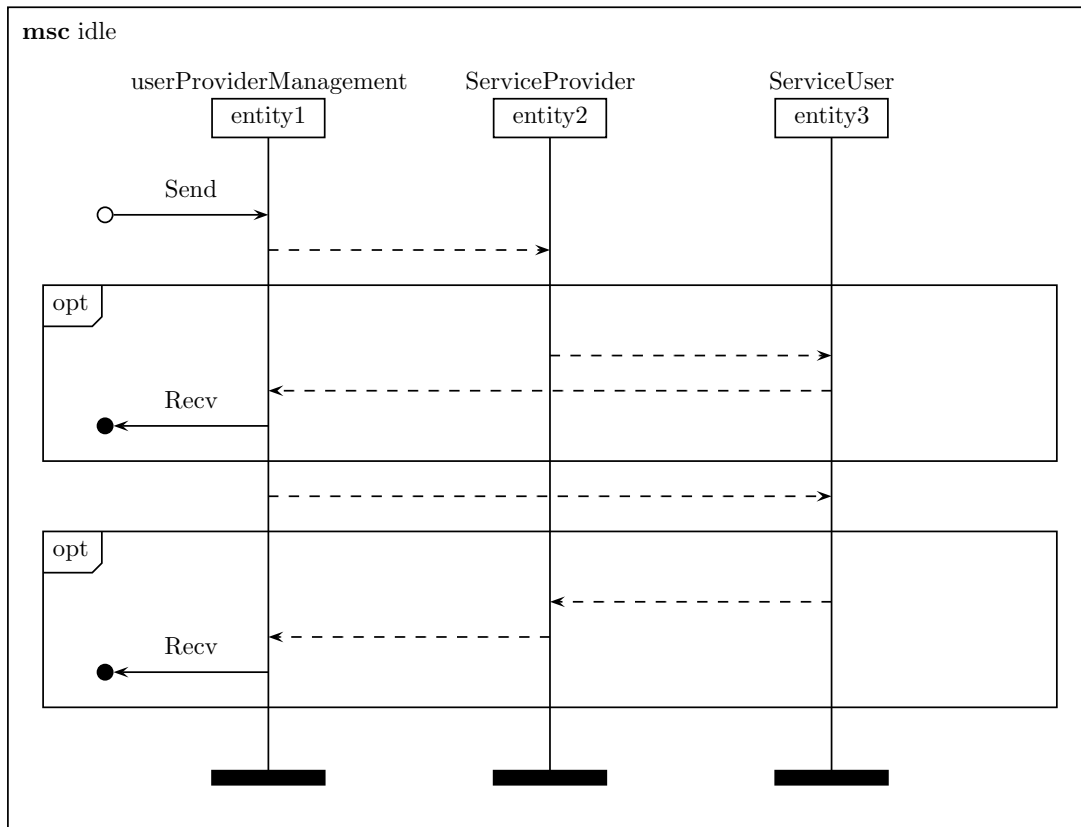 msc idle
userProviderManagement
ServiceProvider
ServiceUser
entity1
entity2
entity3
Send
opt
Recv
opt
Recv